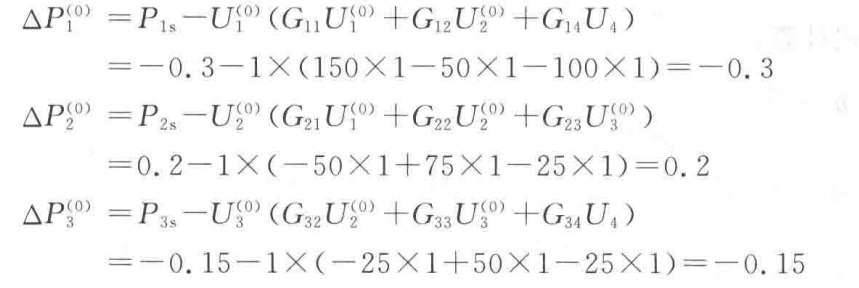 ΔP₁⁽⁰⁾ = P₁ₛ − U₁⁽⁰⁾ (G₁₁U₁⁽⁰⁾ + G₁₂U₂⁽⁰⁾ + G₁₄U₄)
= −0.3 − 1×(150×1 − 50×1 − 100×1) = −0.3
ΔP₂⁽⁰⁾ = P₂ₛ − U₂⁽⁰⁾ (G₂₁U₁⁽⁰⁾ + G₂₂U₂⁽⁰⁾ + G₂₃U₃⁽⁰⁾)
= 0.2 − 1×(−50×1 + 75×1 − 25×1) = 0.2
ΔP₃⁽⁰⁾ = P₃ₛ − U₃⁽⁰⁾ (G₃₂U₂⁽⁰⁾ + G₃₃U₃⁽⁰⁾ + G₃₄U₄)
= −0.15 − 1×(−25×1 + 50×1 − 25×1) = −0.15